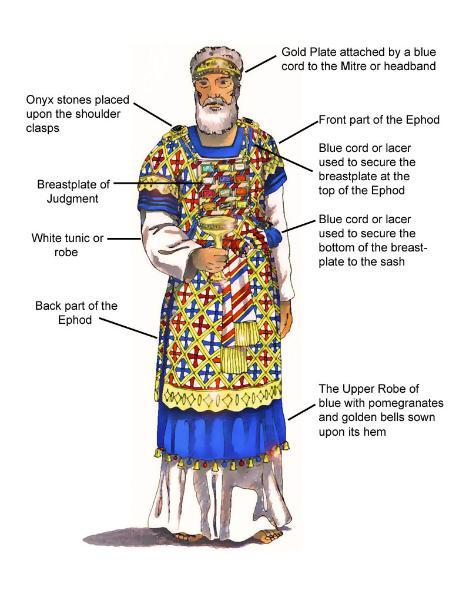 Gold Plate attached by a blue
cord to the Mitre or headband
Onyx stones placed
upon the shoulder
clasps
Front part of the Ephod
Blue cord or lacer
used to secure the
breastplate at the
top of the Ephod
Breastplate of
Judgment
Blue cord or lacer
used to secure the
bottom of the breast-
plate to the sash
White tunic or
robe
Back part of the
Ephod
The Upper Robe of
blue with pomegranates
and golden bells sown
upon its hem